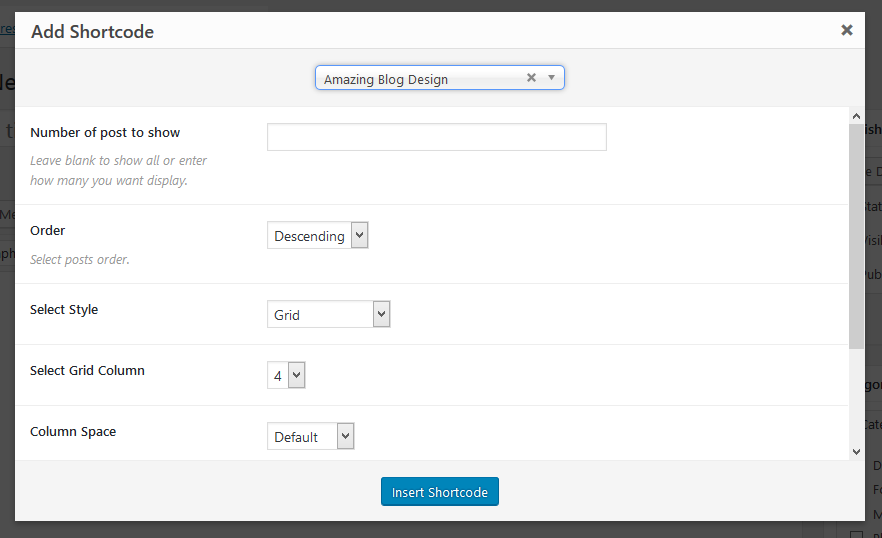 Add Shortcode
Amazing Blog Design
Number of post to show
Leave blank to show all or enter
how many you want display.
Order
Descending
Select posts order.
Select Style
Grid
Select Grid Column
4
Column Space
Default
Insert Shortcode